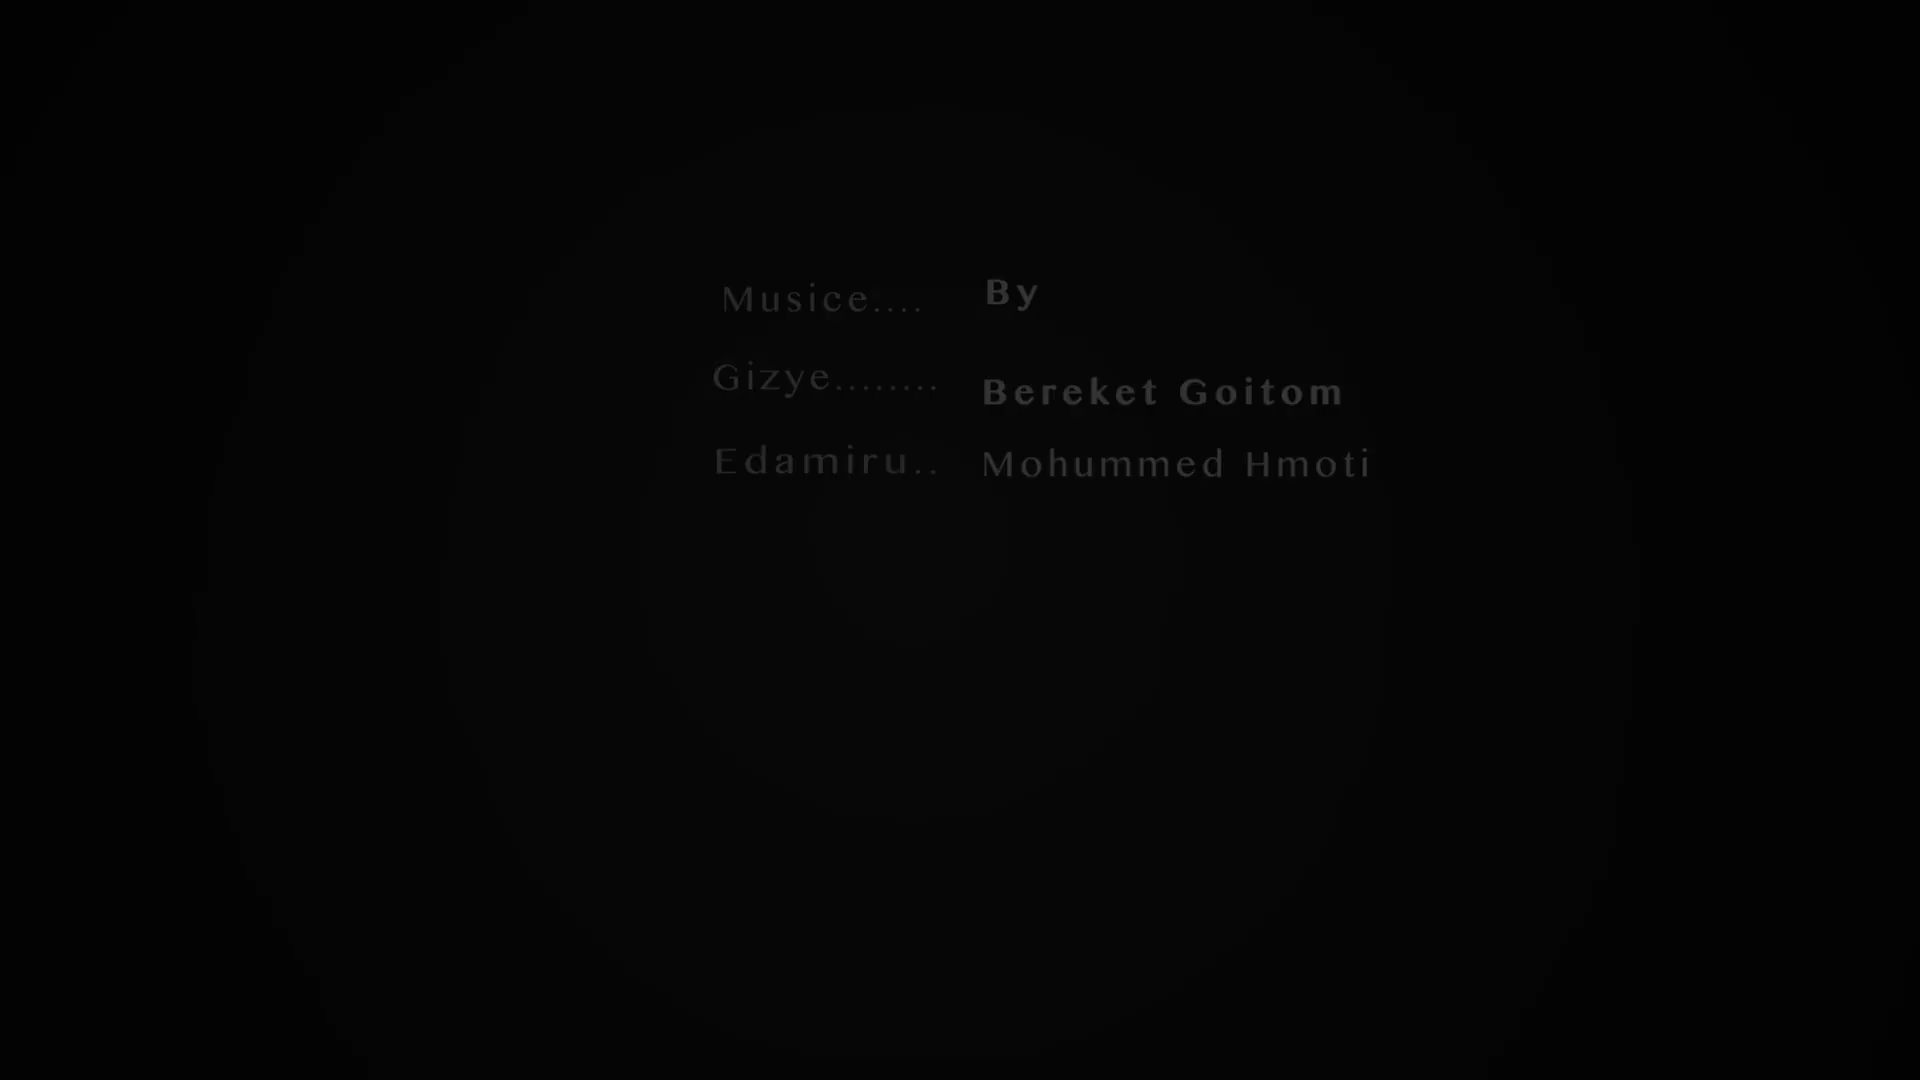 Musice.... By
Gizye........ Bereket Goitom
Edamiru.. Mohummed Hmoti